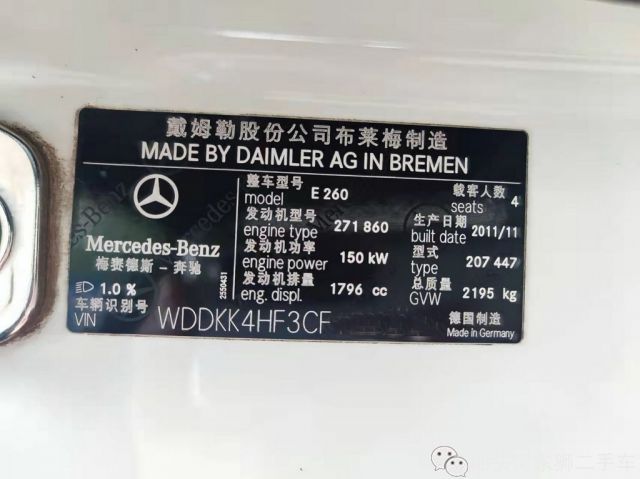 戴姆勒股份公司布莱梅制造
MADE BY DAIMLER AG IN BREMEN
整车型号 model E 260 载客人数 seats 4
发动机型号 engine type 271 860 生产日期 built date 2011/11
发动机功率 engine power 150 kW 型式 type 207 447
发动机排量 eng. displ. 1796 cc 总质量 GVW 2195 kg
Mercedes-Benz
梅赛德斯－奔驰
1.0 %
2550431
车辆识别号
VIN WDDKK4HF3CF
德国制造
Made in Germany
狮二手车